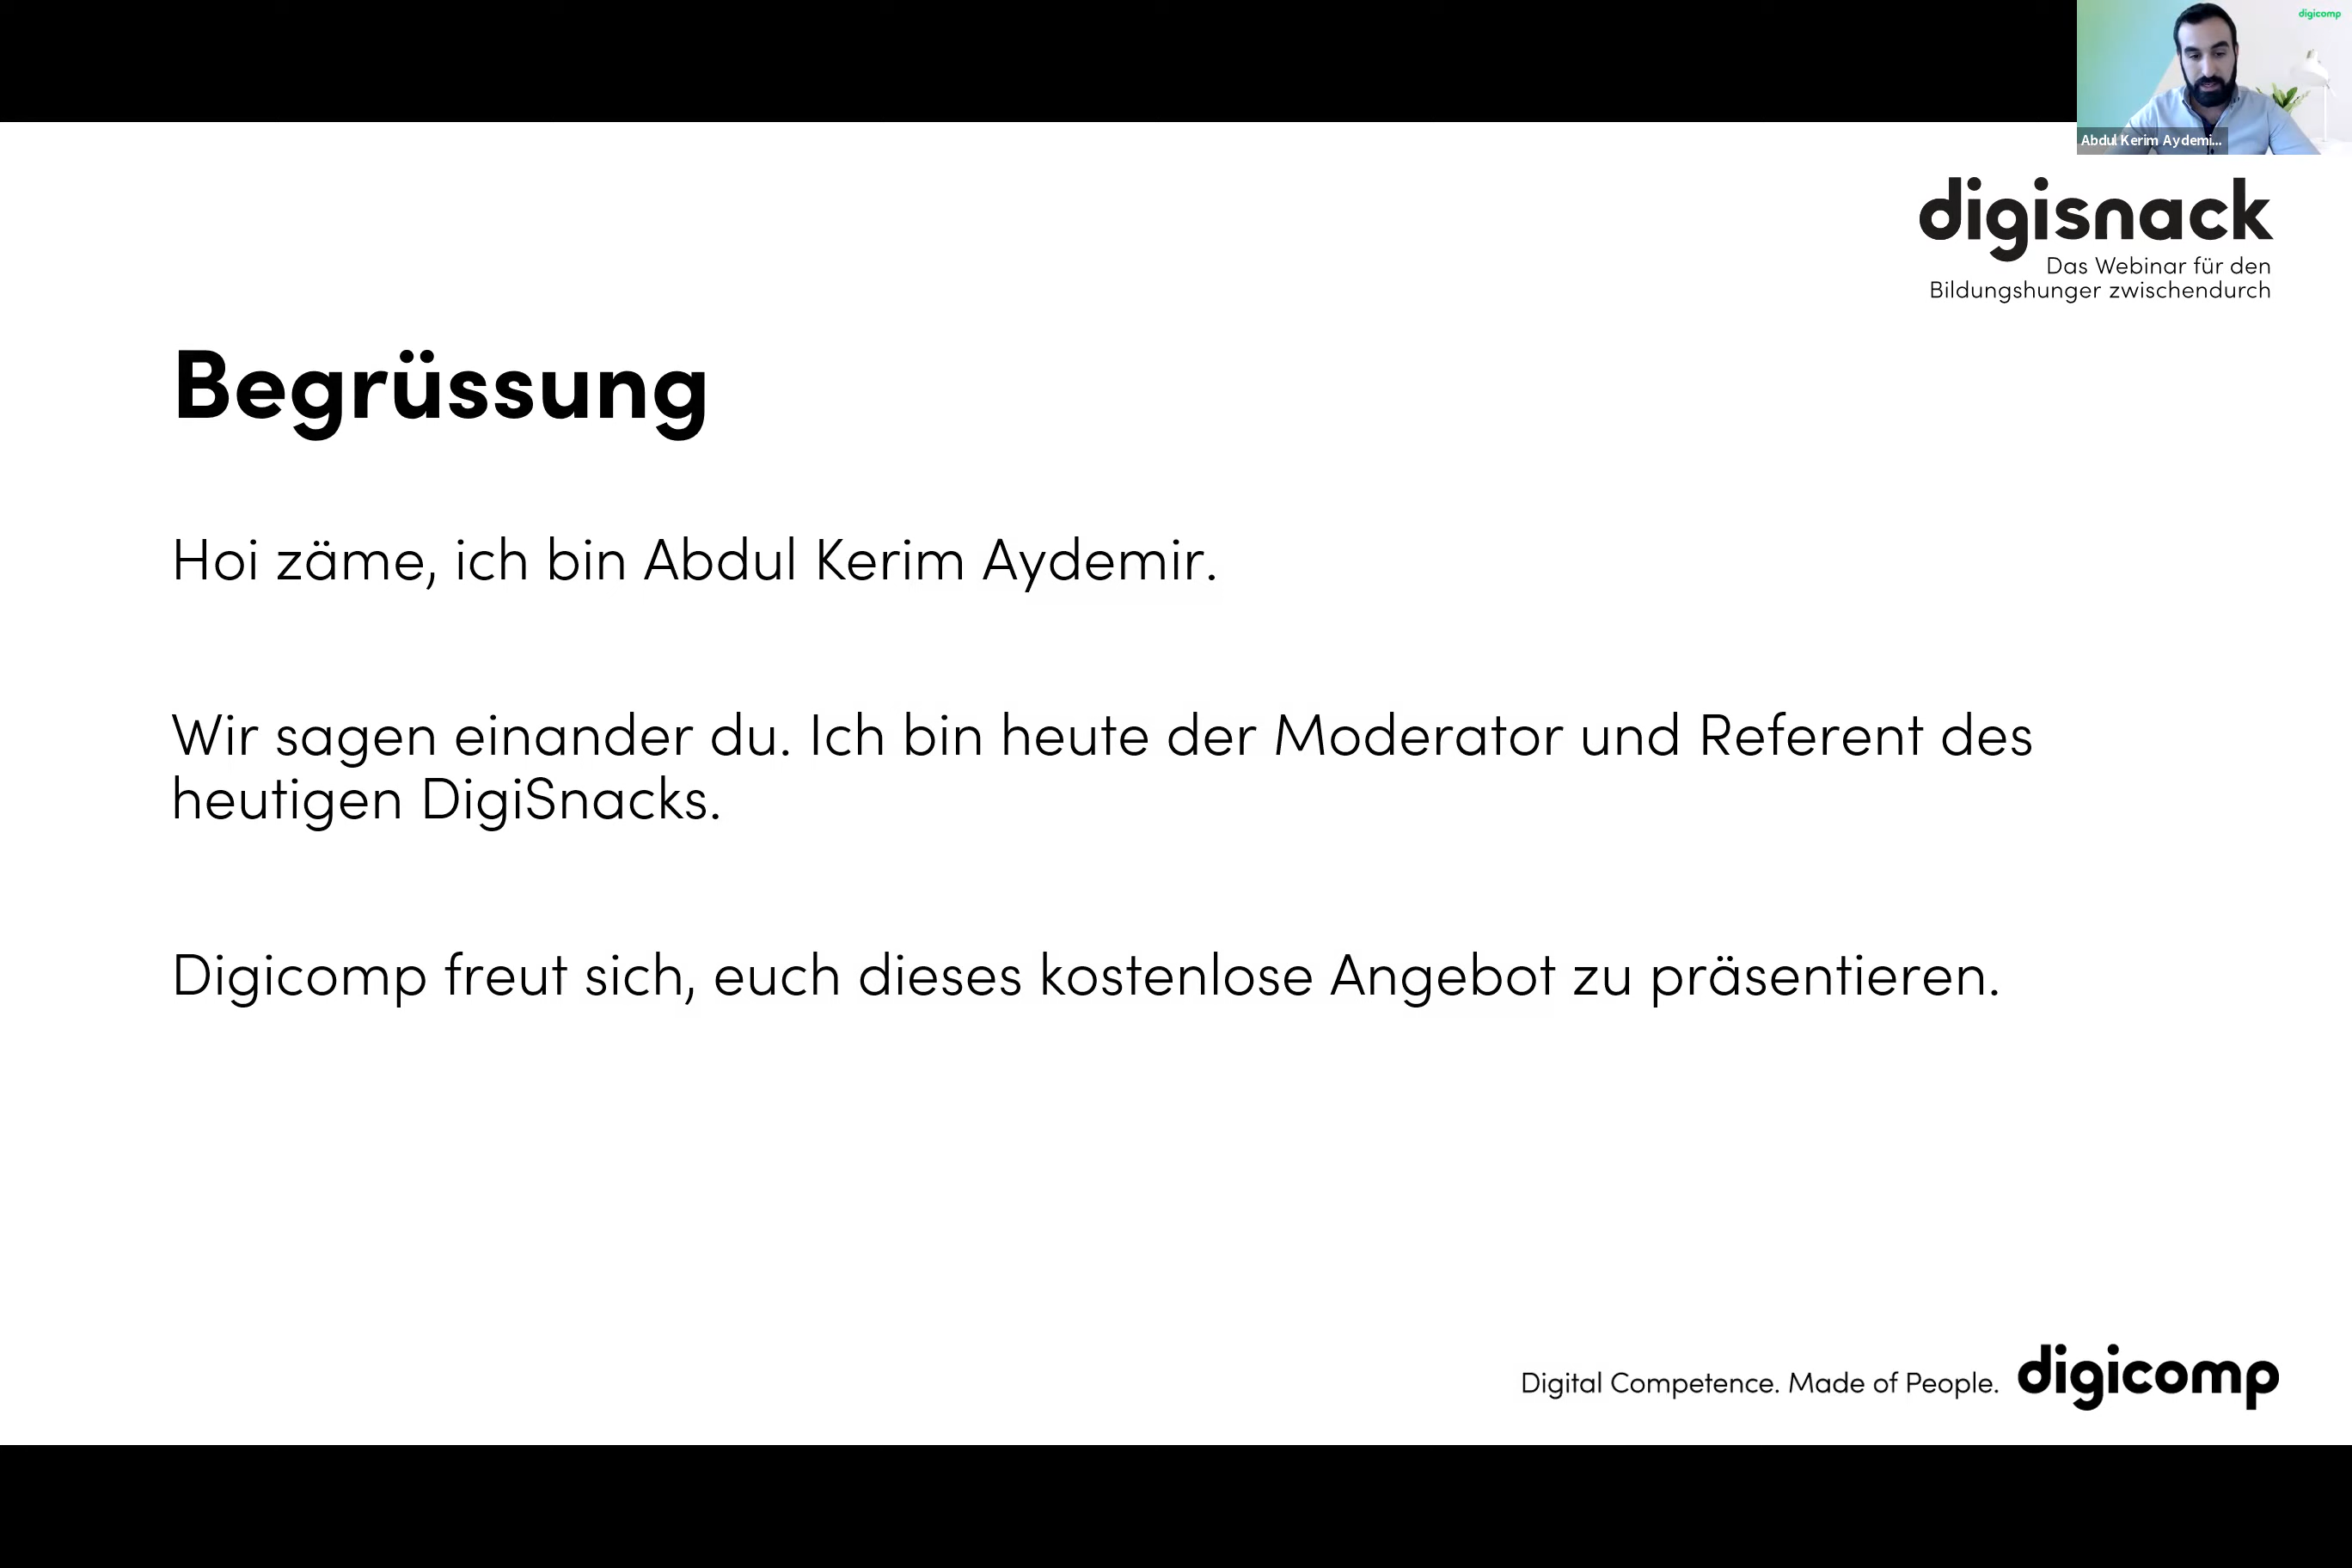 digicomp
Abdul Kerim Aydemi...
digisnack
Das Webinar für den
Bildungshunger zwischendurch
Begrüssung
Hoi zäme, ich bin Abdul Kerim Aydemir.
Wir sagen einander du. Ich bin heute der Moderator und Referent des
heutigen DigiSnacks.
Digicomp freut sich, euch dieses kostenlose Angebot zu präsentieren.
Digital Competence. Made of People. digicomp